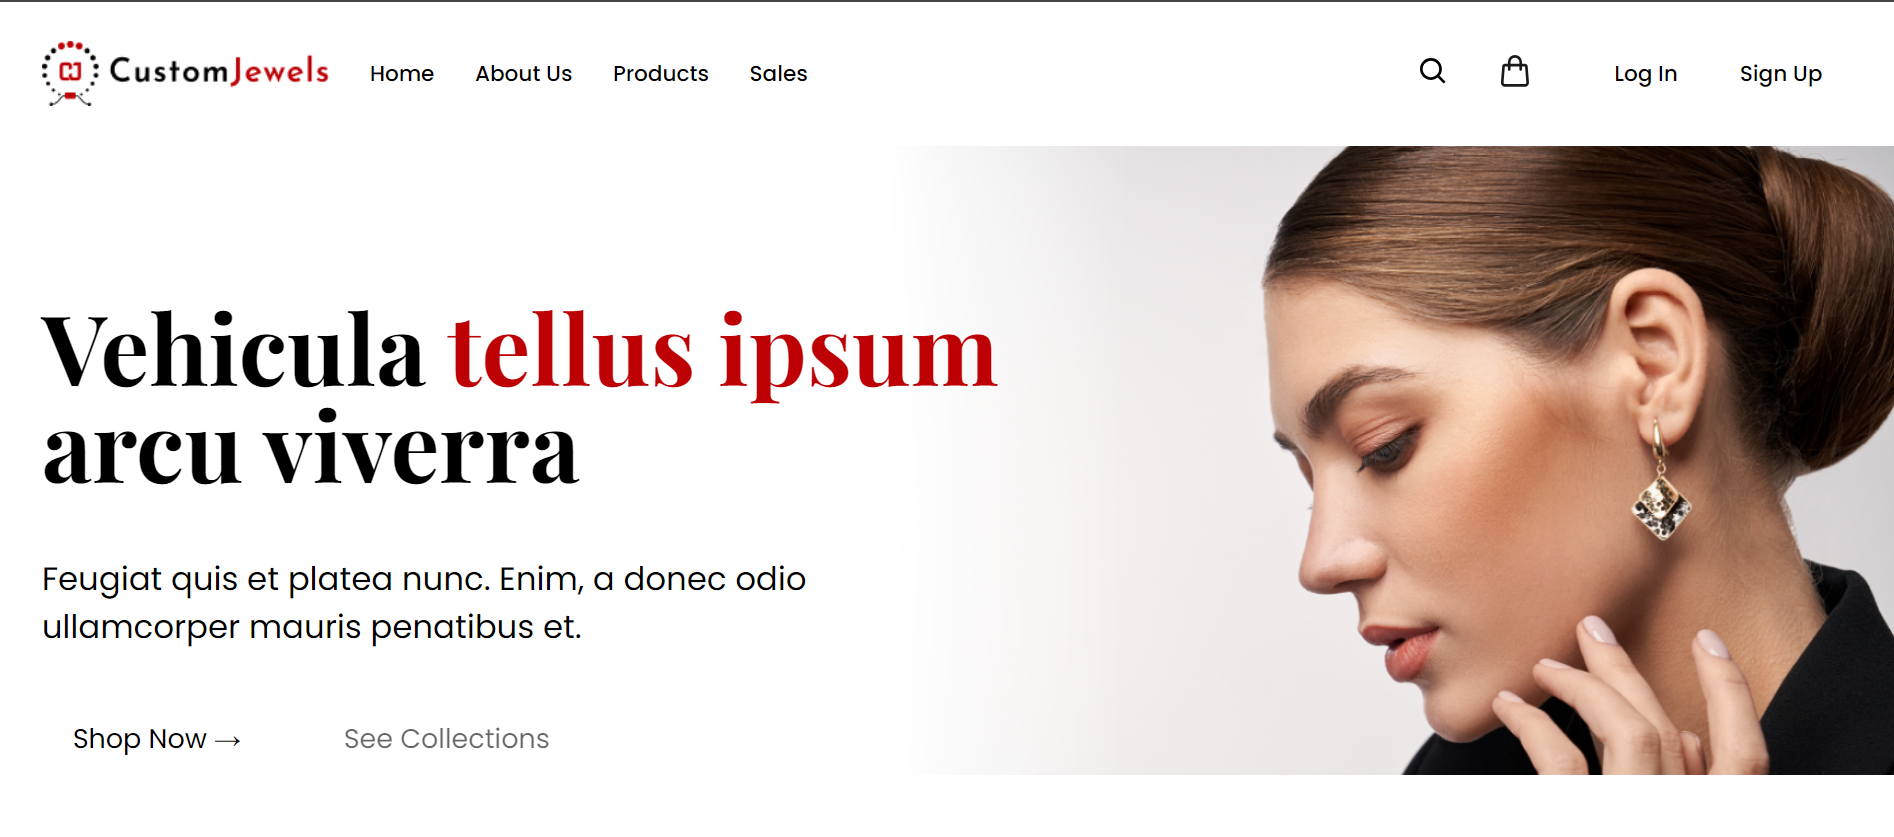 CustomJewels Home About Us Products Sales Log In Sign Up
Vehicula tellus ipsum
arcu viverra
Feugiat quis et platea nunc. Enim, a donec odio
ullamcorper mauris penatibus et.
Shop Now → See Collections